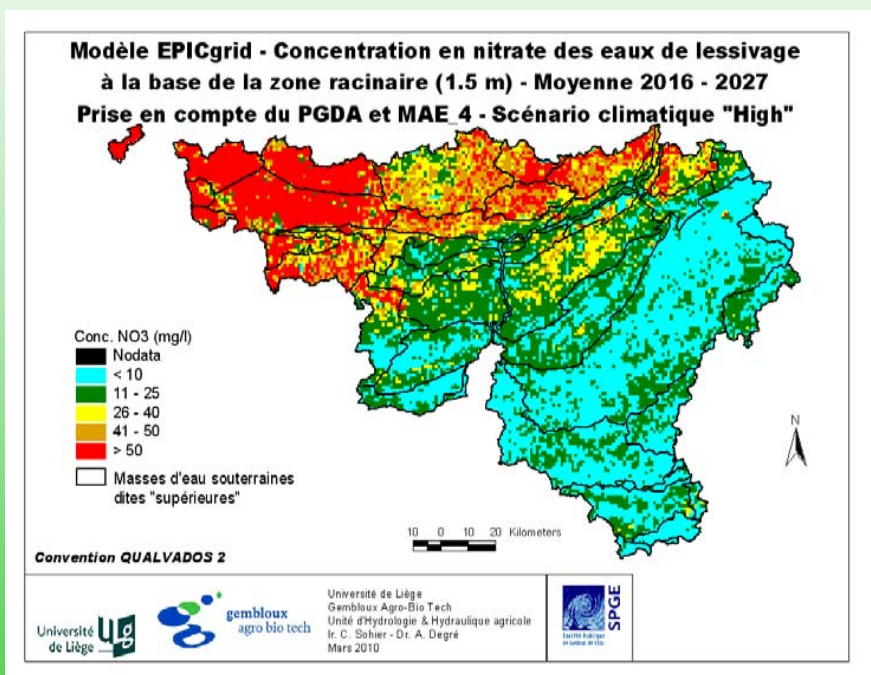 Modèle EPICgrid - Concentration en nitrate des eaux de lessivage
à la base de la zone racinaire (1.5 m) - Moyenne 2016 - 2027
Prise en compte du PGDA et MAE_4 - Scénario climatique "High"
Conc. NO3 (mg/l)
Nodata
< 10
11 - 25
26 - 40
41 - 50
> 50
Masses d'eau souterraines
dites "supérieures"
N
10 0 10 20 Kilometers
Convention QUALVADOS 2
Université
de Liège
gembloux
agro bio tech
Université de Liège
Gembloux Agro-Bio Tech
Unité d'Hydrologie & Hydraulique agricole
Ir. C. Sohier - Dr. A. Degré
Mars 2010
SPGE